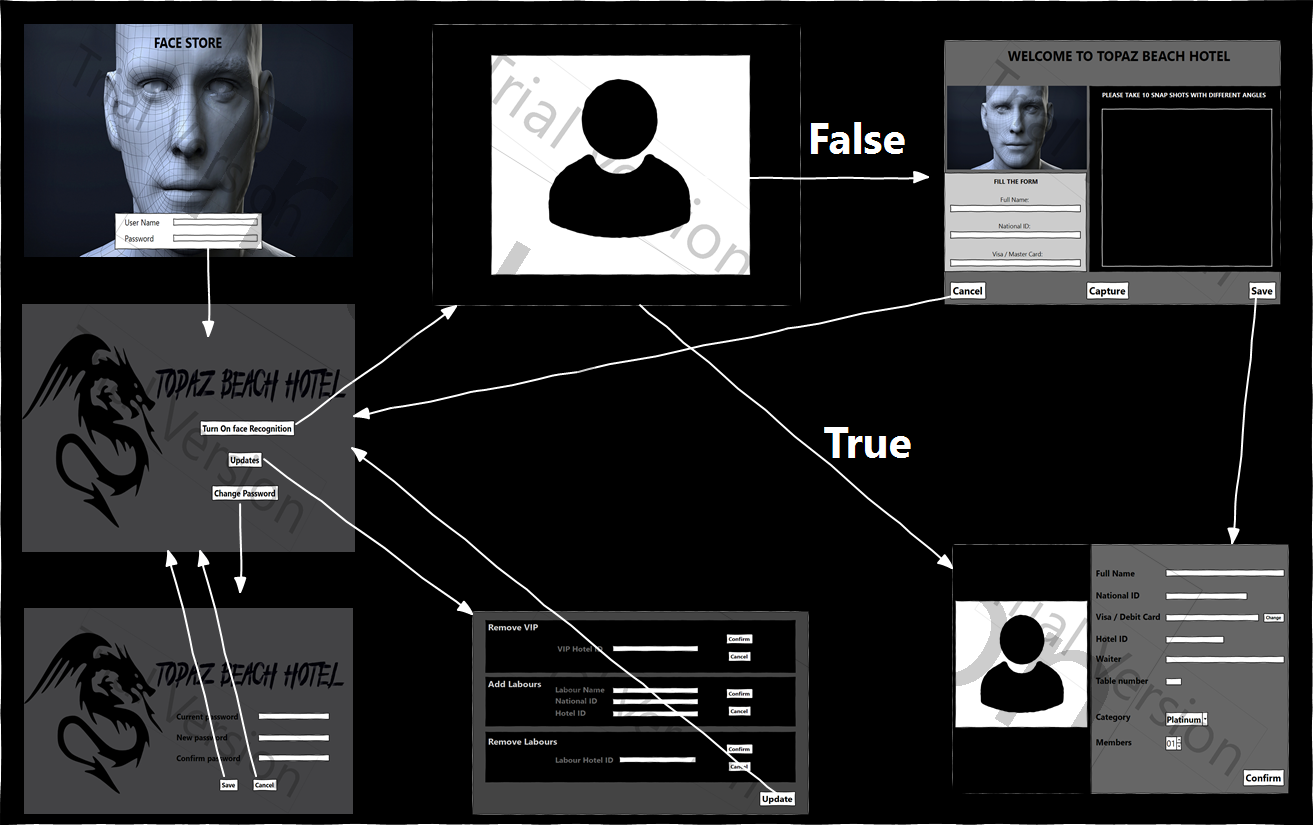 FACE STORE
User Name
Password
False
WELCOME TO TOPAZ BEACH HOTEL
PLEASE TAKE 10 SNAP SHOTS WITH DIFFERENT ANGLES
FILL THE FORM
Full Name:
National ID:
Visa / Master Card:
Cancel
Capture
Save
TOPAZ BEACH HOTEL
Turn On face Recognition
Updates
Change Password
True
TOPAZ BEACH HOTEL
Current password
New password
Confirm password
Save
Cancel
Remove VIP
VIP Hotel ID
Confirm
Cancel
Add Labours
Labour Name
National ID
Hotel ID
Confirm
Cancel
Remove Labours
Labour Hotel ID
Confirm
Cancel
Update
Full Name
National ID
Visa / Debit Card
Change
Hotel ID
Waiter
Table number
Category
Platinum
Members
01
Confirm
Trial Version